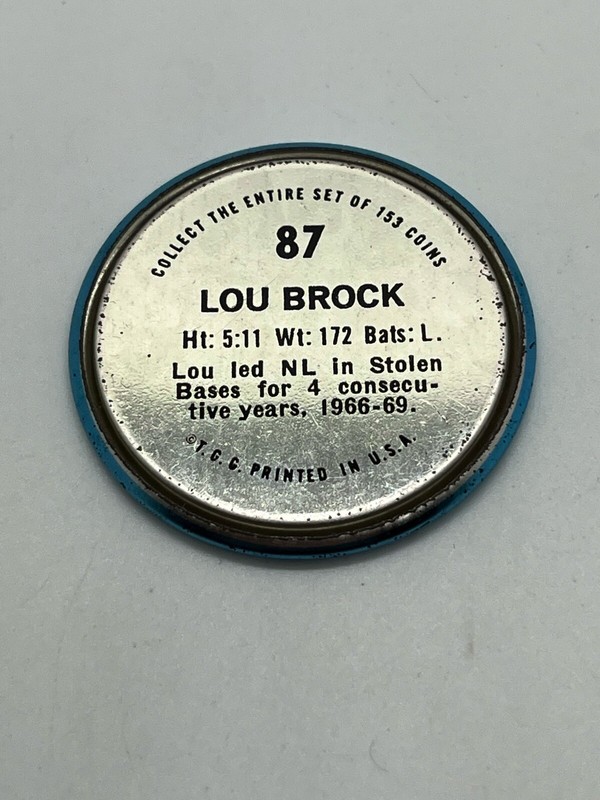 COLLECT THE ENTIRE SET OF 153 COINS
87
LOU BROCK
Ht: 5:11 Wt: 172 Bats: L.
Lou led NL in Stolen
Bases for 4 consecu-
tive years, 1966-69.
©T.C.G. PRINTED IN U.S.A.